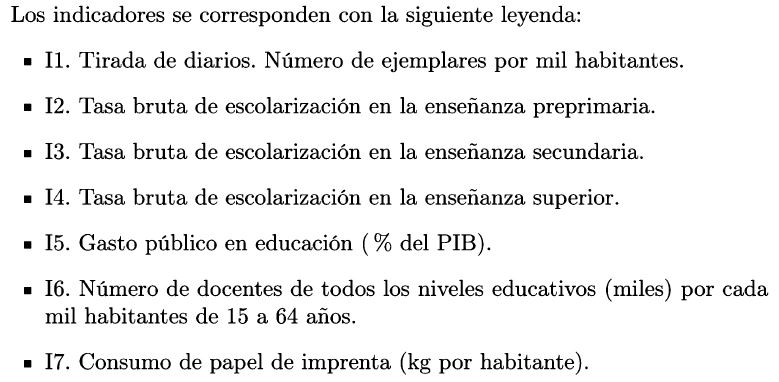 Los indicadores se corresponden con la siguiente leyenda:
▪ I1. Tirada de diarios. Número de ejemplares por mil habitantes.
▪ I2. Tasa bruta de escolarización en la enseñanza preprimaria.
▪ I3. Tasa bruta de escolarización en la enseñanza secundaria.
▪ I4. Tasa bruta de escolarización en la enseñanza superior.
▪ I5. Gasto público en educación ( % del PIB).
▪ I6. Número de docentes de todos los niveles educativos (miles) por cada
mil habitantes de 15 a 64 años.
▪ I7. Consumo de papel de imprenta (kg por habitante).